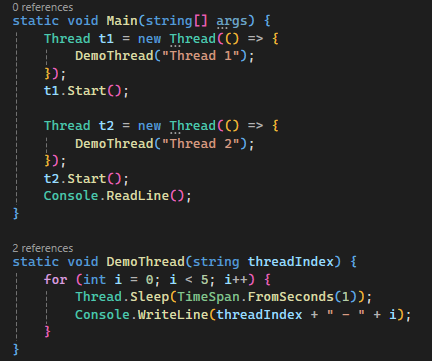 0 references
static void Main(string[] args) {
    Thread t1 = new Thread(() => {
        DemoThread("Thread 1");
    });
    t1.Start();

    Thread t2 = new Thread(() => {
        DemoThread("Thread 2");
    });
    t2.Start();
    Console.ReadLine();
}

2 references
static void DemoThread(string threadIndex) {
    for (int i = 0; i < 5; i++) {
        Thread.Sleep(TimeSpan.FromSeconds(1));
        Console.WriteLine(threadIndex + " - " + i);
    }
}